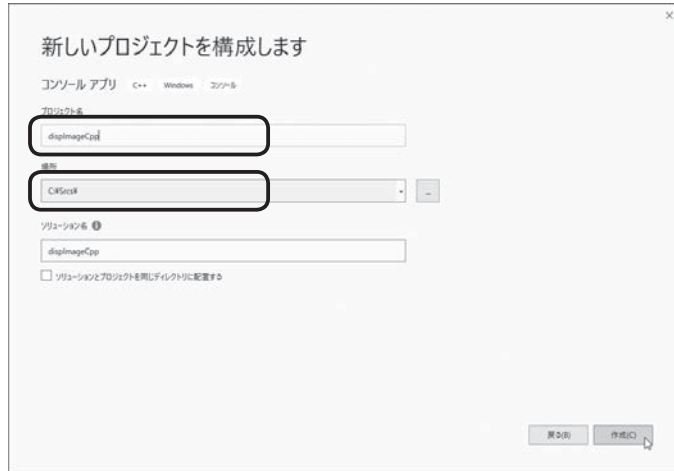 新しいプロジェクトを構成します
コンソール アプリ C++ Windows コンソール
プロジェクト名
dispImageCpp
場所
C:¥Srcs¥
...
ソリューション名
dispImageCpp
ソリューションとプロジェクトを同じディレクトリに配置する
戻る(B) 作成(C)